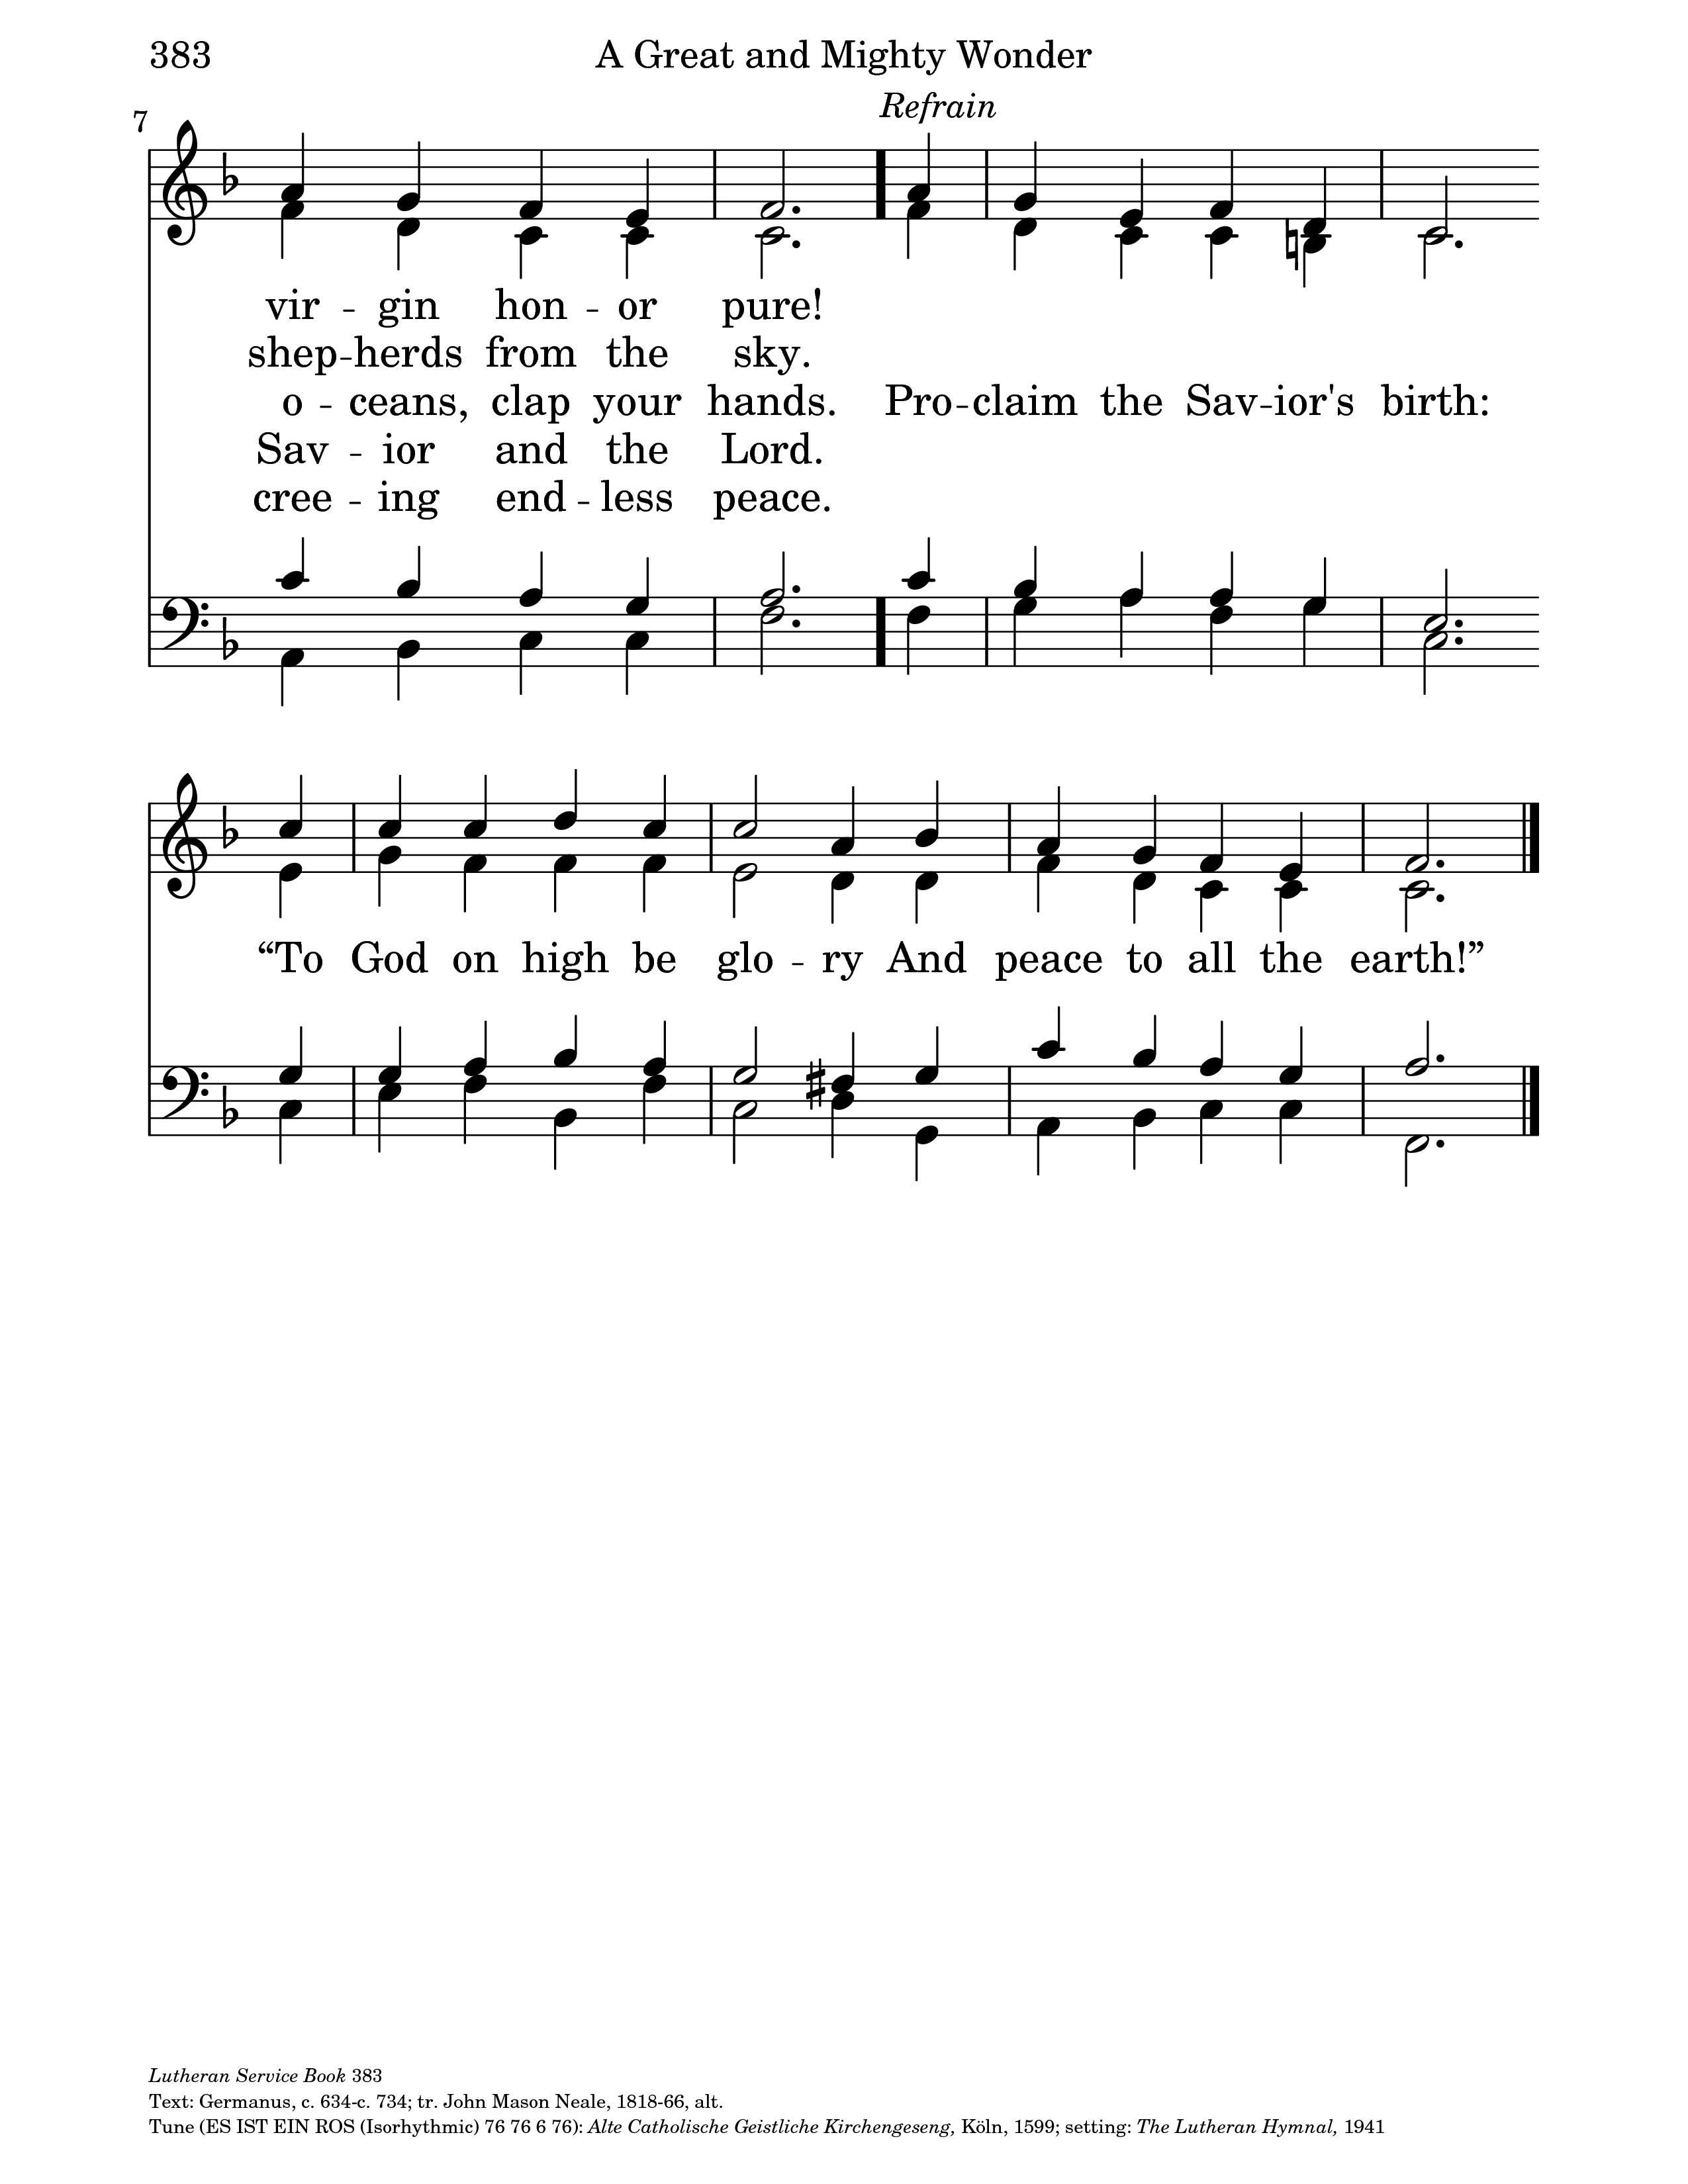 383 A Great and Mighty Wonder
Refrain
7
vir - gin hon - or pure!
shep - herds from the sky.
o - ceans, clap your hands. Pro - claim the Sav - ior's birth:
Sav - ior and the Lord.
cree - ing end - less peace.
“To God on high be glo - ry And peace to all the earth!”
Lutheran Service Book 383
Text: Germanus, c. 634-c. 734; tr. John Mason Neale, 1818-66, alt.
Tune (ES IST EIN ROS (Isorhythmic) 76 76 6 76): Alte Catholische Geistliche Kirchengeseng, Köln, 1599; setting: The Lutheran Hymnal, 1941